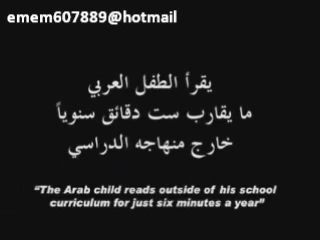 emem607889@hotmail
يقرأ الطفل العربي
ما يقارب ست دقائق سنوياً
خارج منهاجه الدراسي
“The Arab child reads outside of his school
curriculum for just six minutes a year”